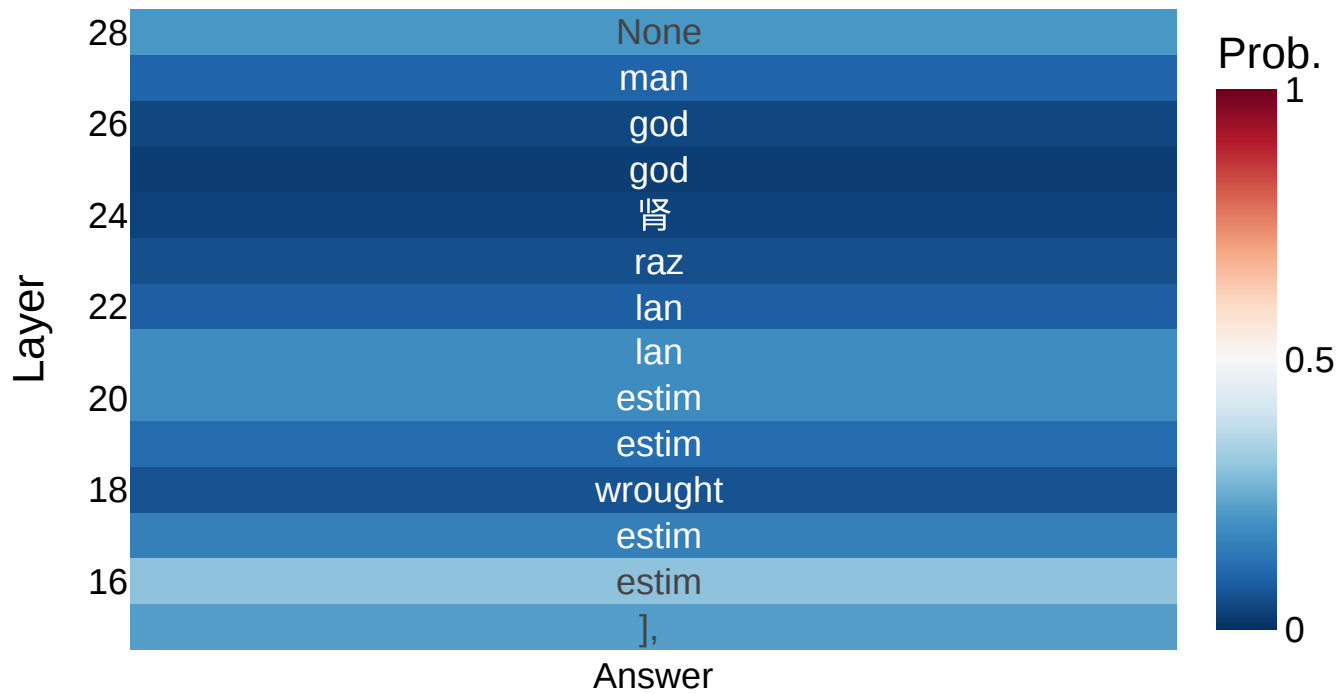 28 None
Prob.
man
1
26 god
god
24 肾
raz
22 lan
Layer
lan
0.5
20 estim
estim
18 wrought
estim
16 estim
],
0
Answer